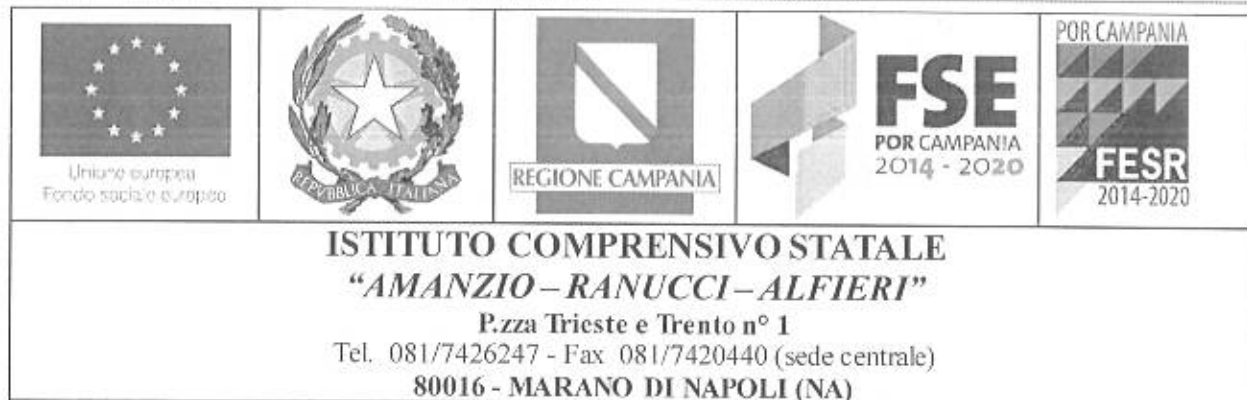 Unione europea
Fondo sociale europeo
REPVBBLICA ITALIANA
REGIONE CAMPANIA
FSE
POR CAMPANIA
2014 - 2020
POR CAMPANIA
FESR
2014-2020
ISTITUTO COMPRENSIVO STATALE
“AMANZIO – RANUCCI – ALFIERI”
P.zza Trieste e Trento n° 1
Tel. 081/7426247 - Fax 081/7420440 (sede centrale)
80016 - MARANO DI NAPOLI (NA)